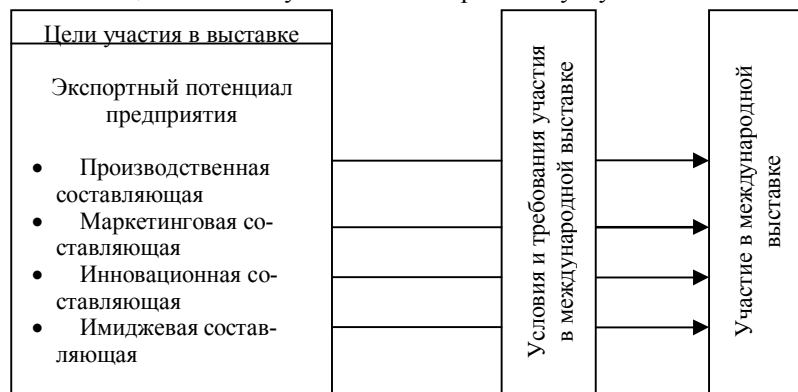 Цели участия в выставке
Экспортный потенциал
предприятия
• Производственная
составляющая
• Маркетинговая со-
ставляющая
• Инновационная со-
ставляющая
• Имиджевая состав-
ляющая
Условия и требования участия
в международной выставке
Участие в международной
выставке